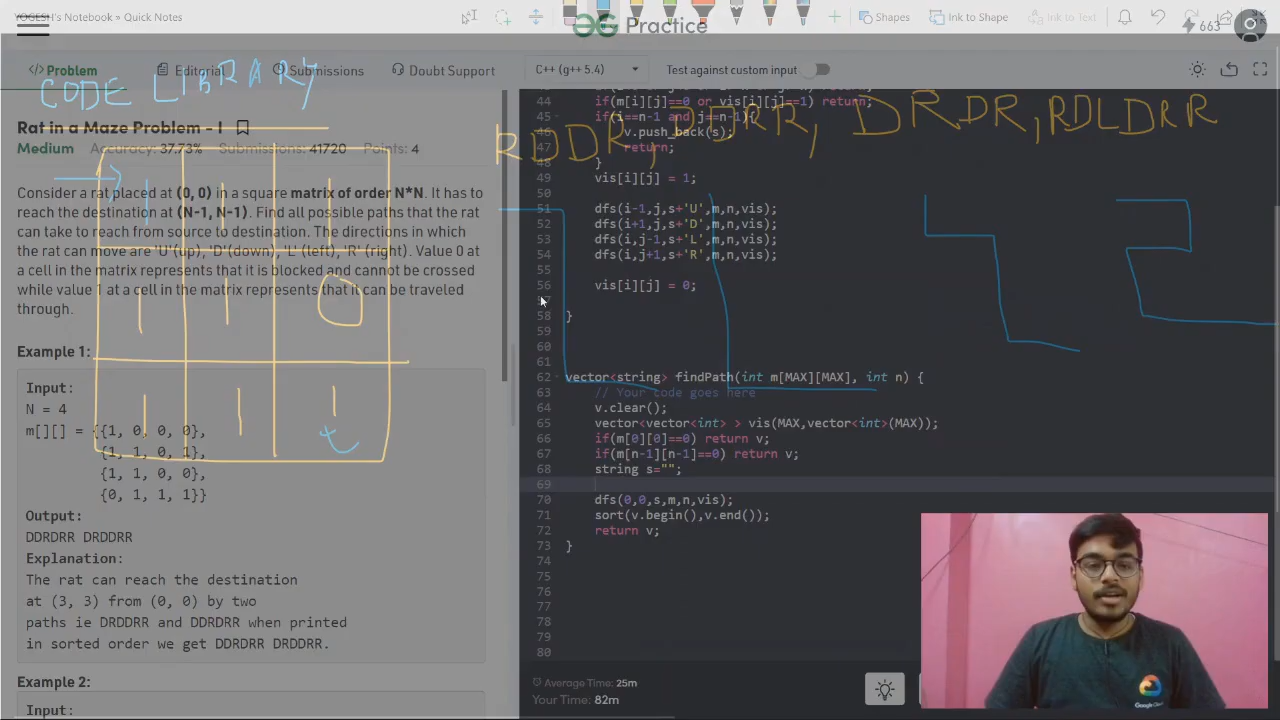 YOGESH's Notebook » Quick Notes
Shapes
Ink to Shape
Ink to Text
Practice
663
Problem
Editorial
Submissions
Doubt Support
C++ (g++ 5.4)
Test against custom input
CODE LIBRARY
RDDR, DDRR, DRDR, RDLDRR
Rat in a Maze Problem - I
Medium Accuracy: 37.73% Submissions: 41720 Points: 4
Consider a rat placed at (0, 0) in a square matrix of order N*N. It has to
reach the destination at (N-1, N-1). Find all possible paths that the rat
can take to reach from source to destination. The directions in which
the rat can move are 'U'(up), 'D'(down), 'L' (left), 'R' (right). Value 0 at
a cell in the matrix represents that it is blocked and cannot be crossed
while value 1 at a cell in the matrix represents that it can be traveled
through.
1 1 1
1 1 0
1 1 1
Example 1:
Input:
N = 4
m[][] = {{1, 0, 0, 0},
{1, 1, 0, 1},
{1, 1, 0, 0},
{0, 1, 1, 1}}
Output:
DDRDRR DRDDRR
Explanation:
The rat can reach the destination
at (3, 3) from (0, 0) by two
paths ie DRDDRR and DDRDRR when printed
in sorted order we get DDRDRR DRDDRR.
Example 2:
Input:
44 if(m[i][j]==0 or vis[i][j]==1) return;
45 if(i==n-1 and j==n-1){
46 v.push_back(s);
47 return;
48 }
49 vis[i][j] = 1;
50
51 dfs(i-1,j,s+'U',m,n,vis);
52 dfs(i+1,j,s+'D',m,n,vis);
53 dfs(i,j-1,s+'L',m,n,vis);
54 dfs(i,j+1,s+'R',m,n,vis);
55
56 vis[i][j] = 0;
57
58 }
59
60
61
62 vector<string> findPath(int m[MAX][MAX], int n) {
63 // Your code goes here
64 v.clear();
65 vector<vector<int> > vis(MAX,vector<int>(MAX));
66 if(m[0][0]==0) return v;
67 if(m[n-1][n-1]==0) return v;
68 string s="";
69
70 dfs(0,0,s,m,n,vis);
71 sort(v.begin(),v.end());
72 return v;
73 }
74
75
76
77
78
79
80
Average Time: 25m
Your Time: 82m
Google Cloud